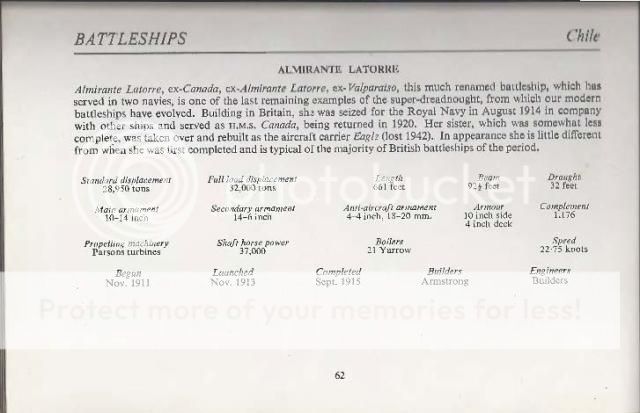 BATTLESHIPS Chile
ALMIRANTE LATORRE
Almirante Latorre, ex-Canada, ex-Almirante Latorre, ex-Valparaiso, this much renamed battleship, which has
served in two navies, is one of the last remaining examples of the super-dreadnought, from which our modern
battleships have evolved. Building in Britain, she was seized for the Royal Navy in August 1914 in company
with other ships and served as H.M.S. Canada, being returned in 1920. Her sister, which was somewhat less
complete, was taken over and rebuilt as the aircraft carrier Eagle (lost 1942). In appearance she is little different
from when she was first completed and is typical of the majority of British battleships of the period.
Standard displacement Full load displacement Length Beam Draught
28,950 tons 32,000 tons 661 feet 92½ feet 32 feet
Main armament Secondary armament Anti-aircraft armament Armour Complement
10-14 inch 14-6 inch 4-4 inch, 18-20 mm. 10 inch side 1,176
4 inch deck
Propelling machinery Shaft horse power Boilers Speed
Parsons turbines 37,000 21 Yarrow 22·75 knots
Began Launched Completed Builders Engineers
Nov. 1911 Nov. 1913 Sept. 1915 Armstrong Builders
Protect more of your memories for less!
62